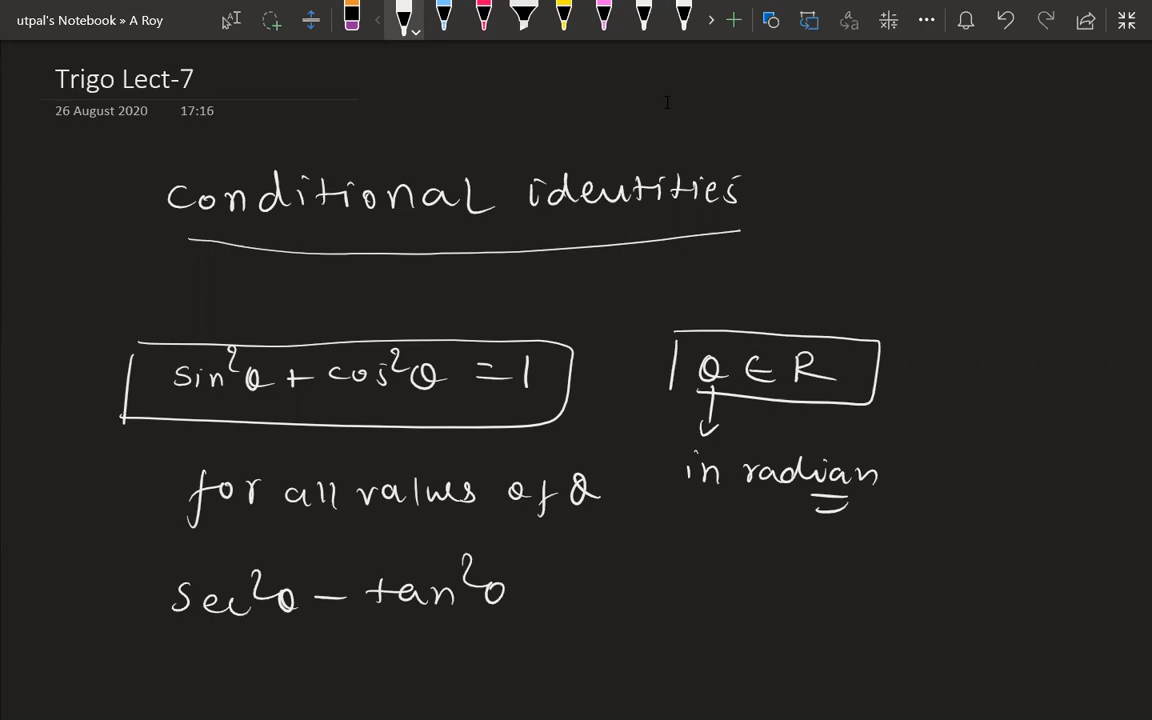 utpal's Notebook » A Roy
Trigo Lect-7
26 August 2020 17:16
Conditional identities
sin²θ + cos²θ = 1
θ ∈ R
in radian
for all values of θ
sec²θ − tan²θ